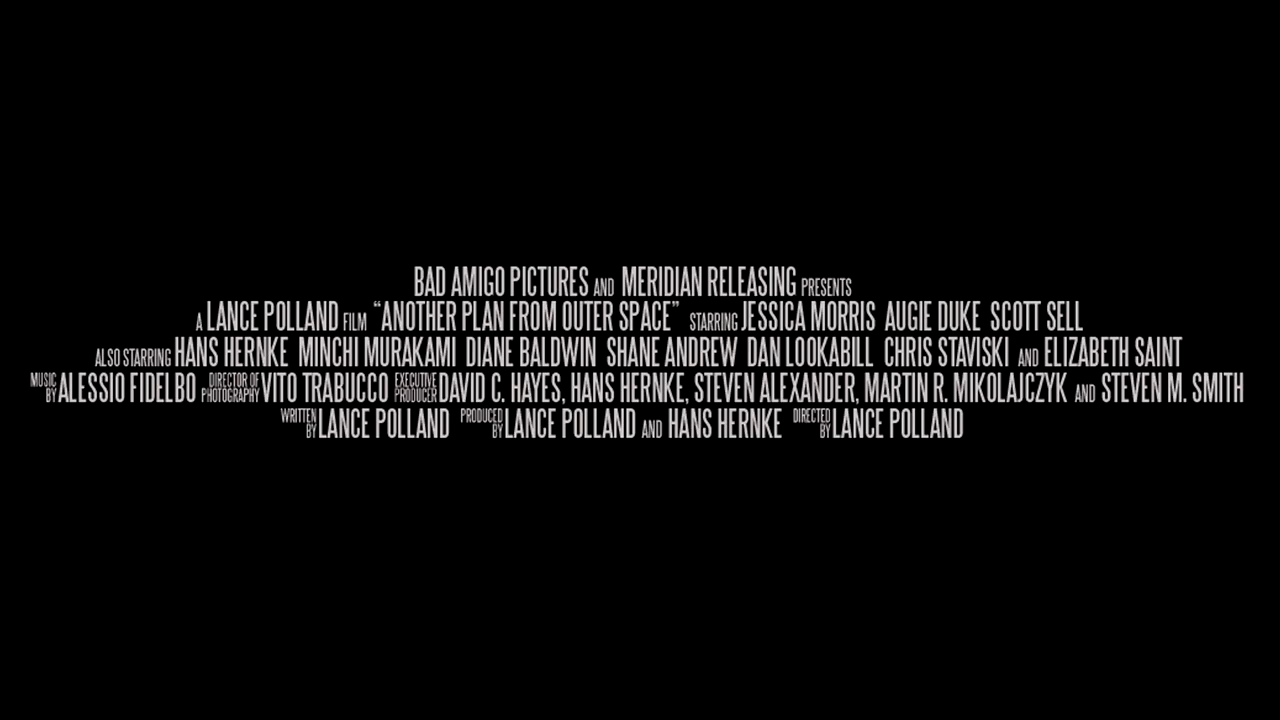 BAD AMIGO PICTURES AND MERIDIAN RELEASING PRESENTS
A LANCE POLLAND FILM “ANOTHER PLAN FROM OUTER SPACE” STARRING JESSICA MORRIS AUGIE DUKE SCOTT SELL
ALSO STARRING HANS HERNKE MINCHI MURAKAMI DIANE BALDWIN SHANE ANDREW DAN LOOKABILL CHRIS STAVISKI AND ELIZABETH SAINT
MUSIC BY ALESSIO FIDELBO DIRECTOR OF PHOTOGRAPHY VITO TRABUCCO EXECUTIVE PRODUCER DAVID C. HAYES, HANS HERNKE, STEVEN ALEXANDER, MARTIN R. MIKOLAJCZYK AND STEVEN M. SMITH
WRITTEN BY LANCE POLLAND PRODUCED BY LANCE POLLAND AND HANS HERNKE DIRECTED BY LANCE POLLAND